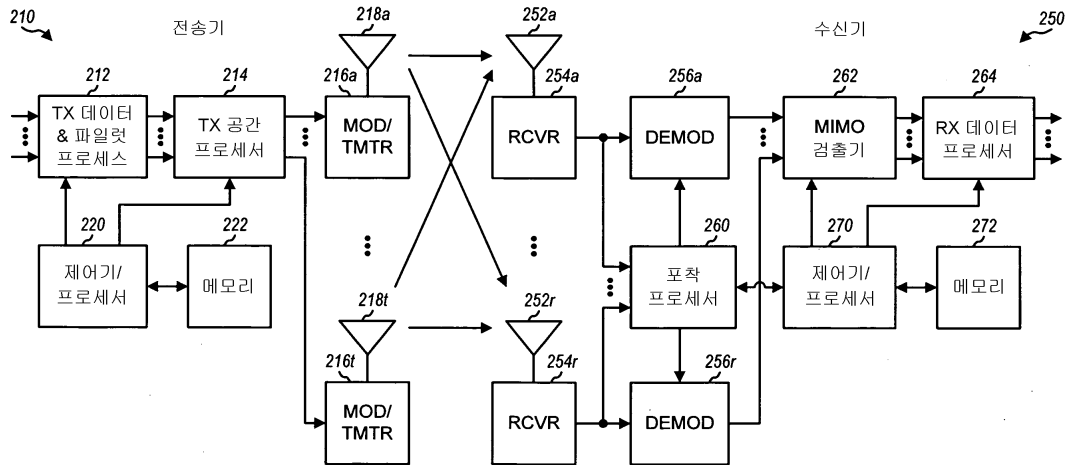 210
전송기
218a
252a
수신기
250
212
214
216a
254a
256a
262
264
TX 데이터
& 파일럿
프로세스
TX 공간
프로세서
MOD/
TMTR
RCVR
DEMOD
MIMO
검출기
RX 데이터
프로세서
220
222
260
270
272
제어기/
프로세서
메모리
포착
프로세서
제어기/
프로세서
메모리
218t
252r
216t
254r
256r
MOD/
TMTR
RCVR
DEMOD